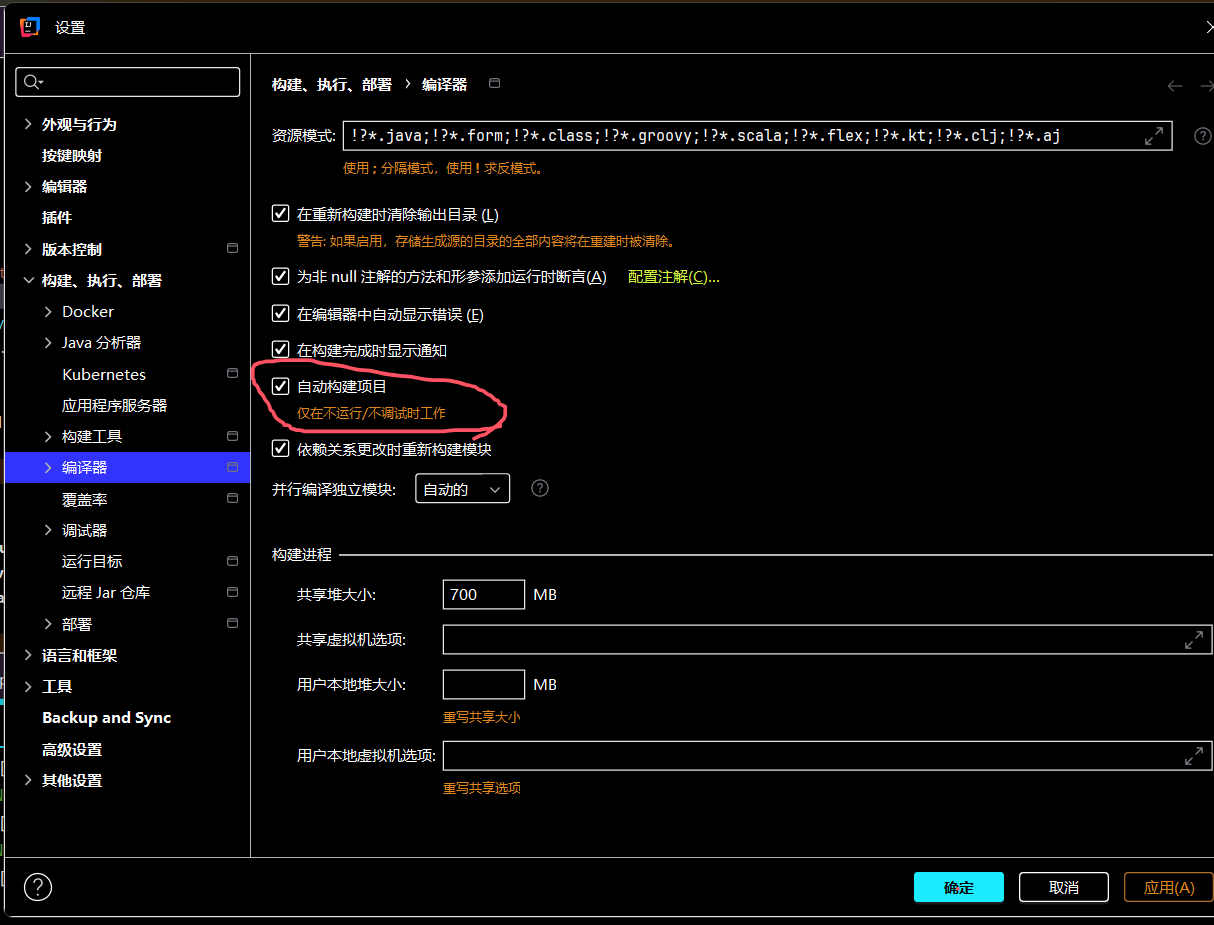 设置
外观与行为
按键映射
编辑器
插件
版本控制
构建、执行、部署
Docker
Java 分析器
Kubernetes
应用程序服务器
构建工具
编译器
覆盖率
调试器
运行目标
远程 Jar 仓库
部署
语言和框架
工具
Backup and Sync
高级设置
其他设置
构建、执行、部署 › 编译器
资源模式: !?*.java;!?*.form;!?*.class;!?*.groovy;!?*.scala;!?*.flex;!?*.kt;!?*.clj;!?*.aj
使用 ; 分隔模式，使用 ! 求反模式。
在重新构建时清除输出目录 (L)
警告: 如果启用，存储生成源的目录的全部内容将在重建时被清除。
为非 null 注解的方法和形参添加运行时断言(A) 配置注解(C)...
在编辑器中自动显示错误 (E)
在构建完成时显示通知
自动构建项目
仅在不运行/不调试时工作
依赖关系更改时重新构建模块
并行编译独立模块: 自动的
构建进程
共享堆大小: 700 MB
共享虚拟机选项:
用户本地堆大小: MB
重写共享大小
用户本地虚拟机选项:
重写共享选项
确定 取消 应用(A)